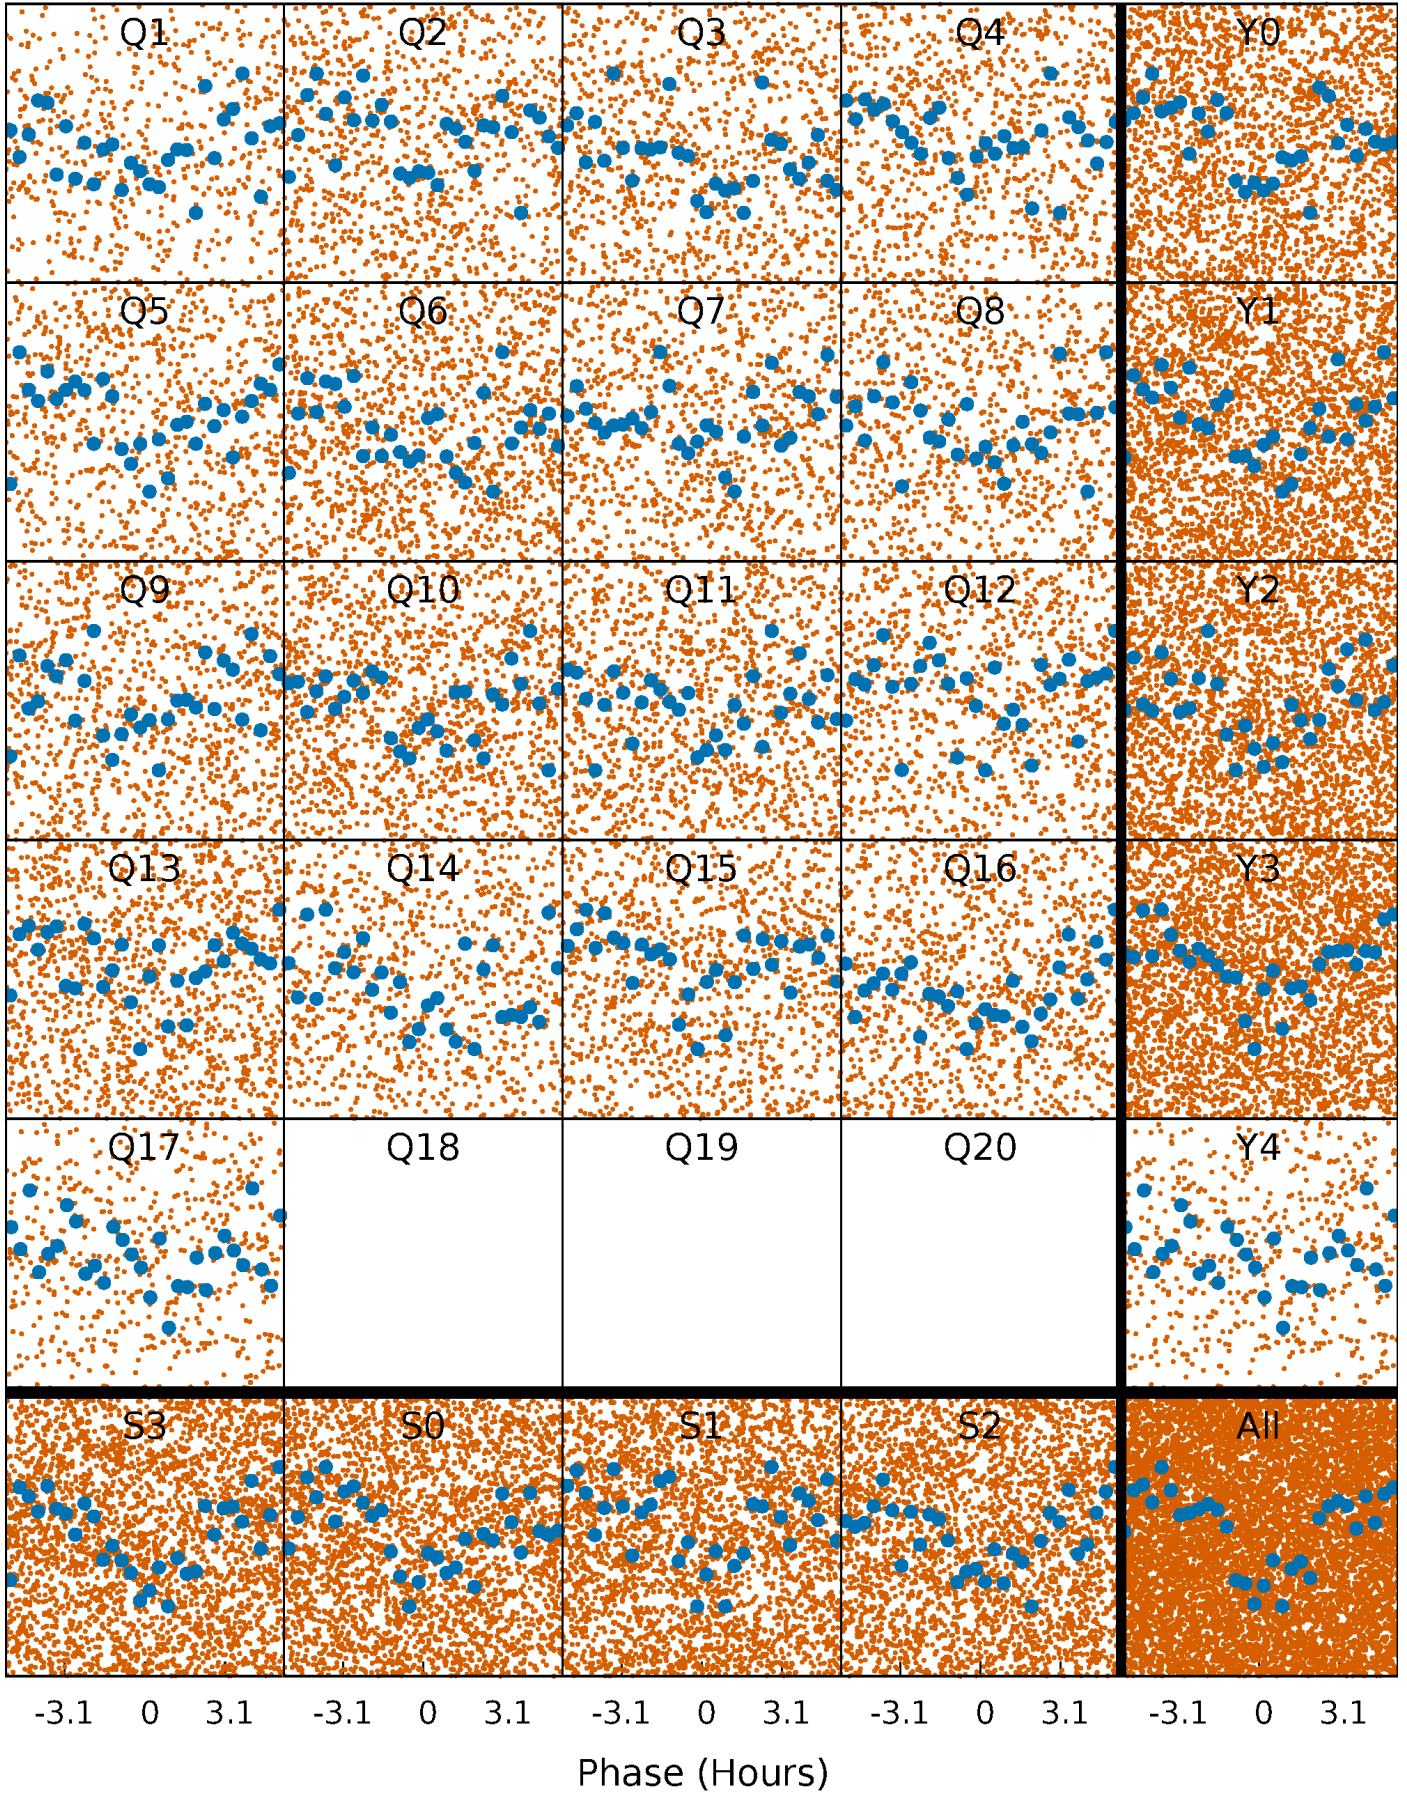 Q1 Q2 Q3 Q4 Y0
Q5 Q6 Q7 Q8 Y1
Q9 Q10 Q11 Q12 Y2
Q13 Q14 Q15 Q16 Y3
Q17 Q18 Q19 Q20 Y4
S3 S0 S1 S2 All
-3.1 0 3.1 -3.1 0 3.1 -3.1 0 3.1 -3.1 0 3.1 -3.1 0 3.1
Phase (Hours)